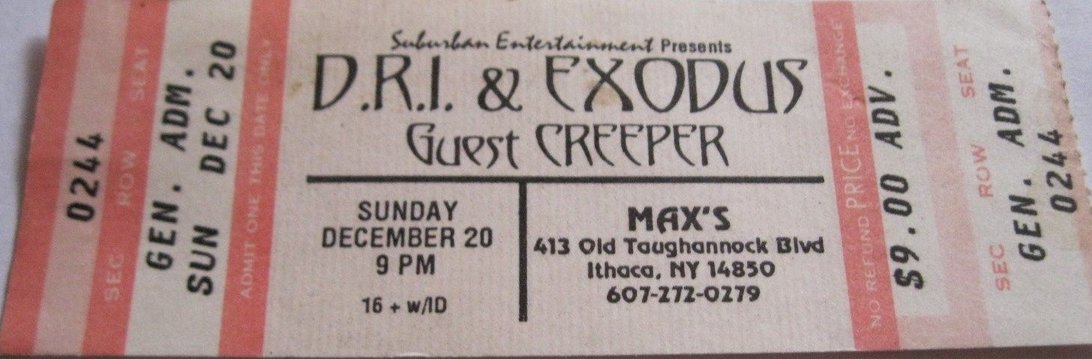 0244
SEC ROW SEAT
GEN. ADM.
SUN DEC 20
ADMIT ONE THIS DATE ONLY
Suburban Entertainment Presents
D.R.I. & EXODUS
Guest CREEPER
SUNDAY
DECEMBER 20
9 PM
16 + w/ID
MAX'S
413 Old Taughannock Blvd
Ithaca, NY 14850
607-272-0279
NO REFUND PRICE NO EXCHANGE
$9.00 ADV.
SEC ROW SEAT
GEN. ADM.
0244